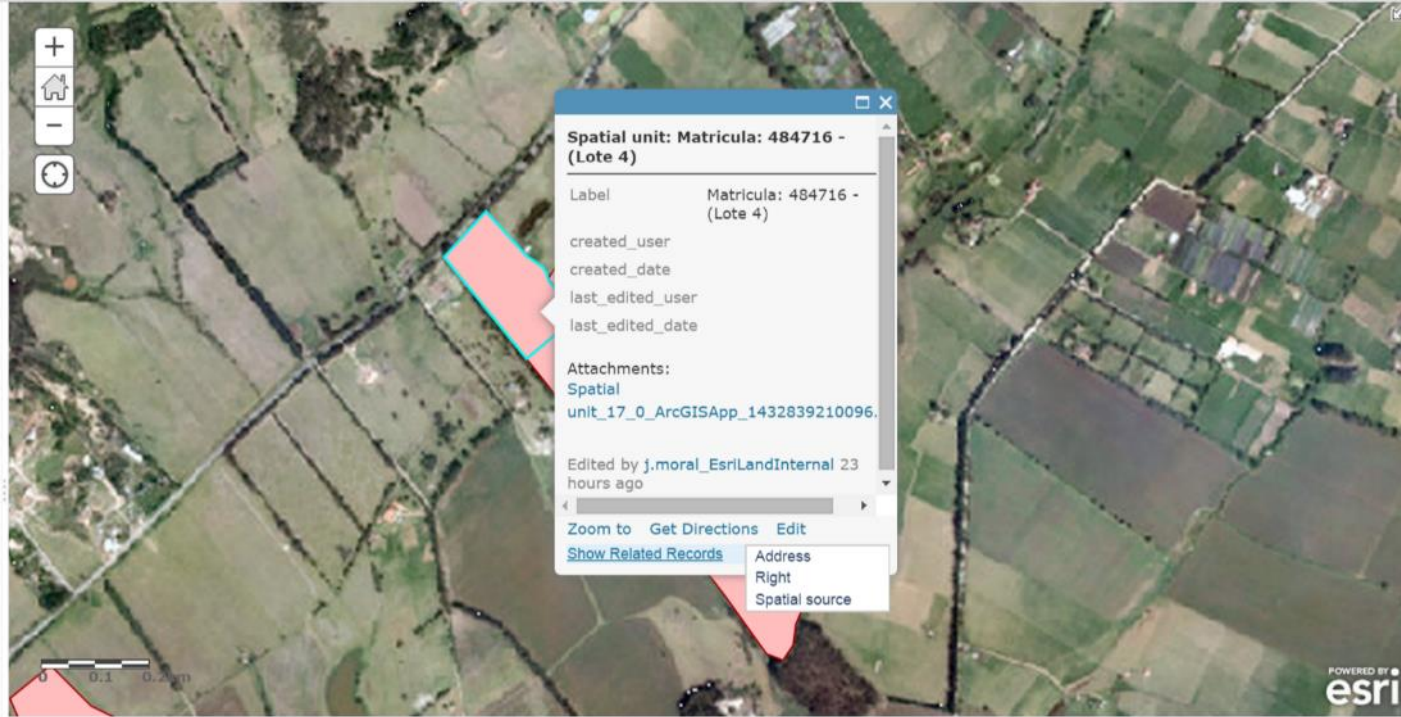 +
−
Spatial unit: Matricula: 484716 -
(Lote 4)
Label Matricula: 484716 -
(Lote 4)
created_user
created_date
last_edited_user
last_edited_date
Attachments:
Spatial
unit_17_0_ArcGISApp_1432839210096.
Edited by j.moral_EsriLandInternal 23
hours ago
Zoom to Get Directions Edit
Show Related Records
Address
Right
Spatial source
0 0.1
POWERED BY
esri